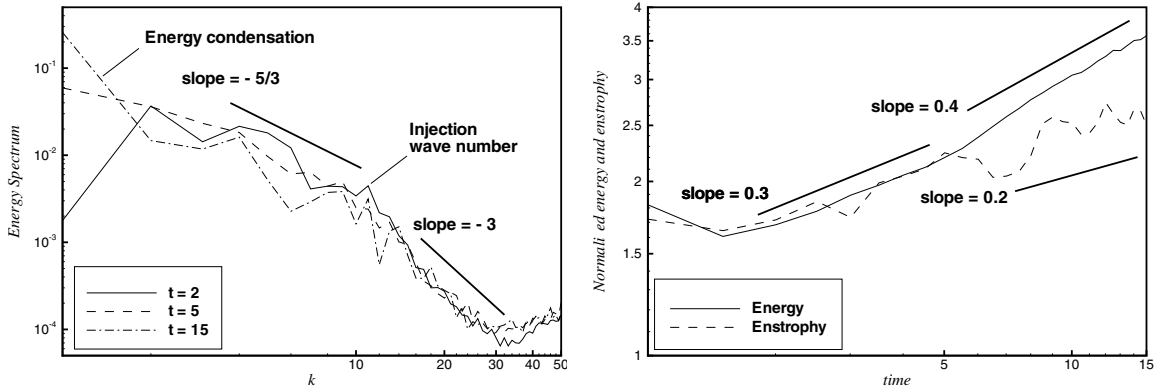 Energy condensation
slope = - 5/3
Injection
wave number
slope = - 3
t = 2
t = 5
t = 15
Energy Spectrum
10⁻¹
10⁻²
10⁻³
10⁻⁴
10
20
30
40
50
k
slope = 0.4
slope = 0.3
slope = 0.2
Energy
Enstrophy
Normali ed energy and enstrophy
4
3.5
3
2.5
2
1.5
1
5
10
15
time